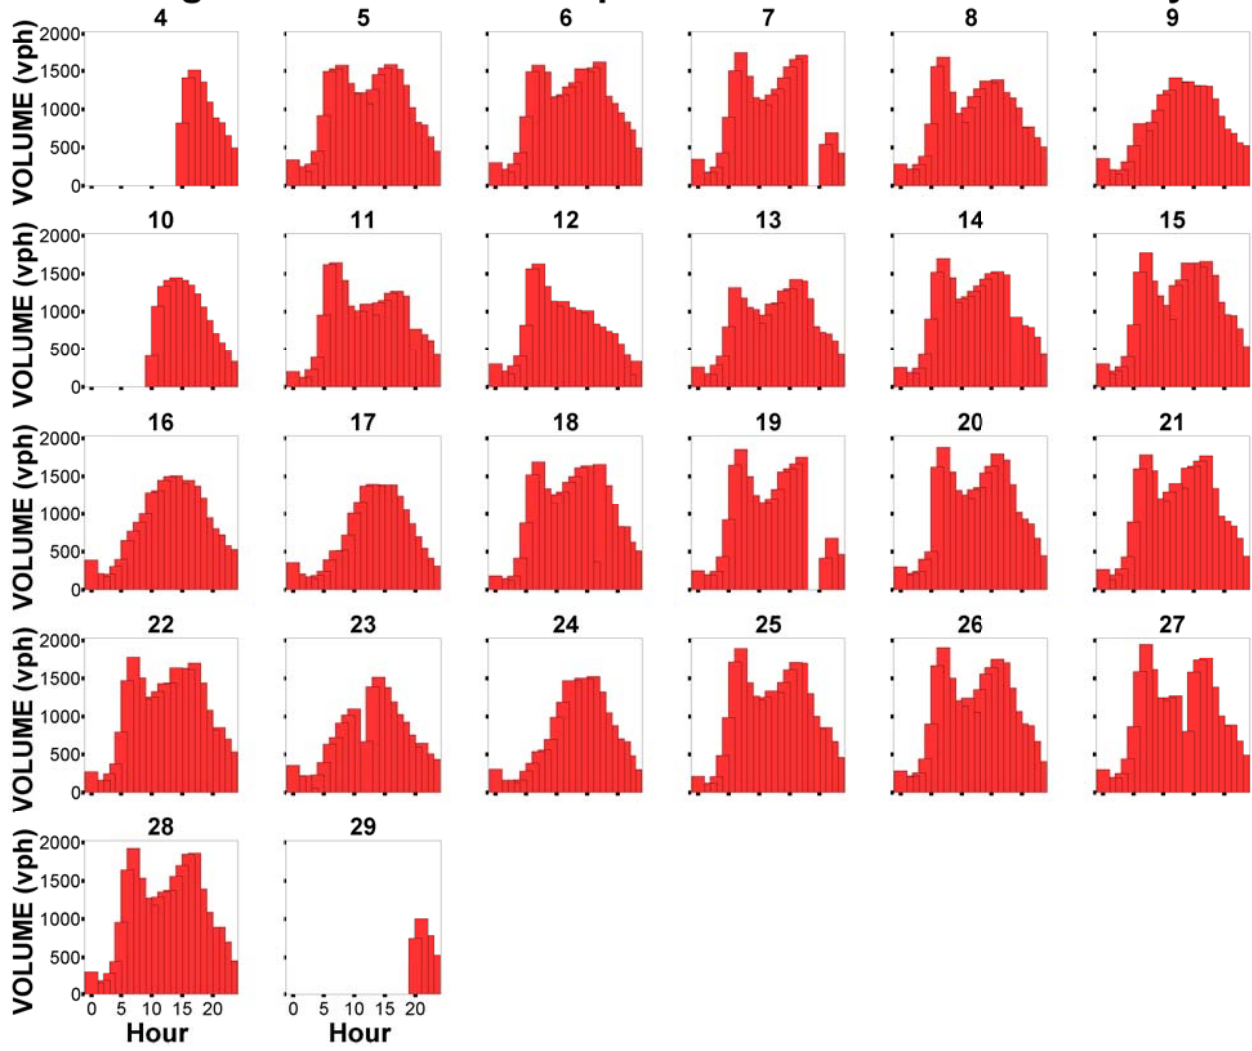 4 5 6 7 8 9
VOLUME (vph) 2000 1500 1000 500 0
10 11 12 13 14 15
VOLUME (vph) 2000 1500 1000 500 0
16 17 18 19 20 21
VOLUME (vph) 2000 1500 1000 500 0
22 23 24 25 26 27
VOLUME (vph) 2000 1500 1000 500 0
28 29
VOLUME (vph) 2000 1500 1000 500 0
0 5 10 15 20 0 5 10 15 20
Hour Hour